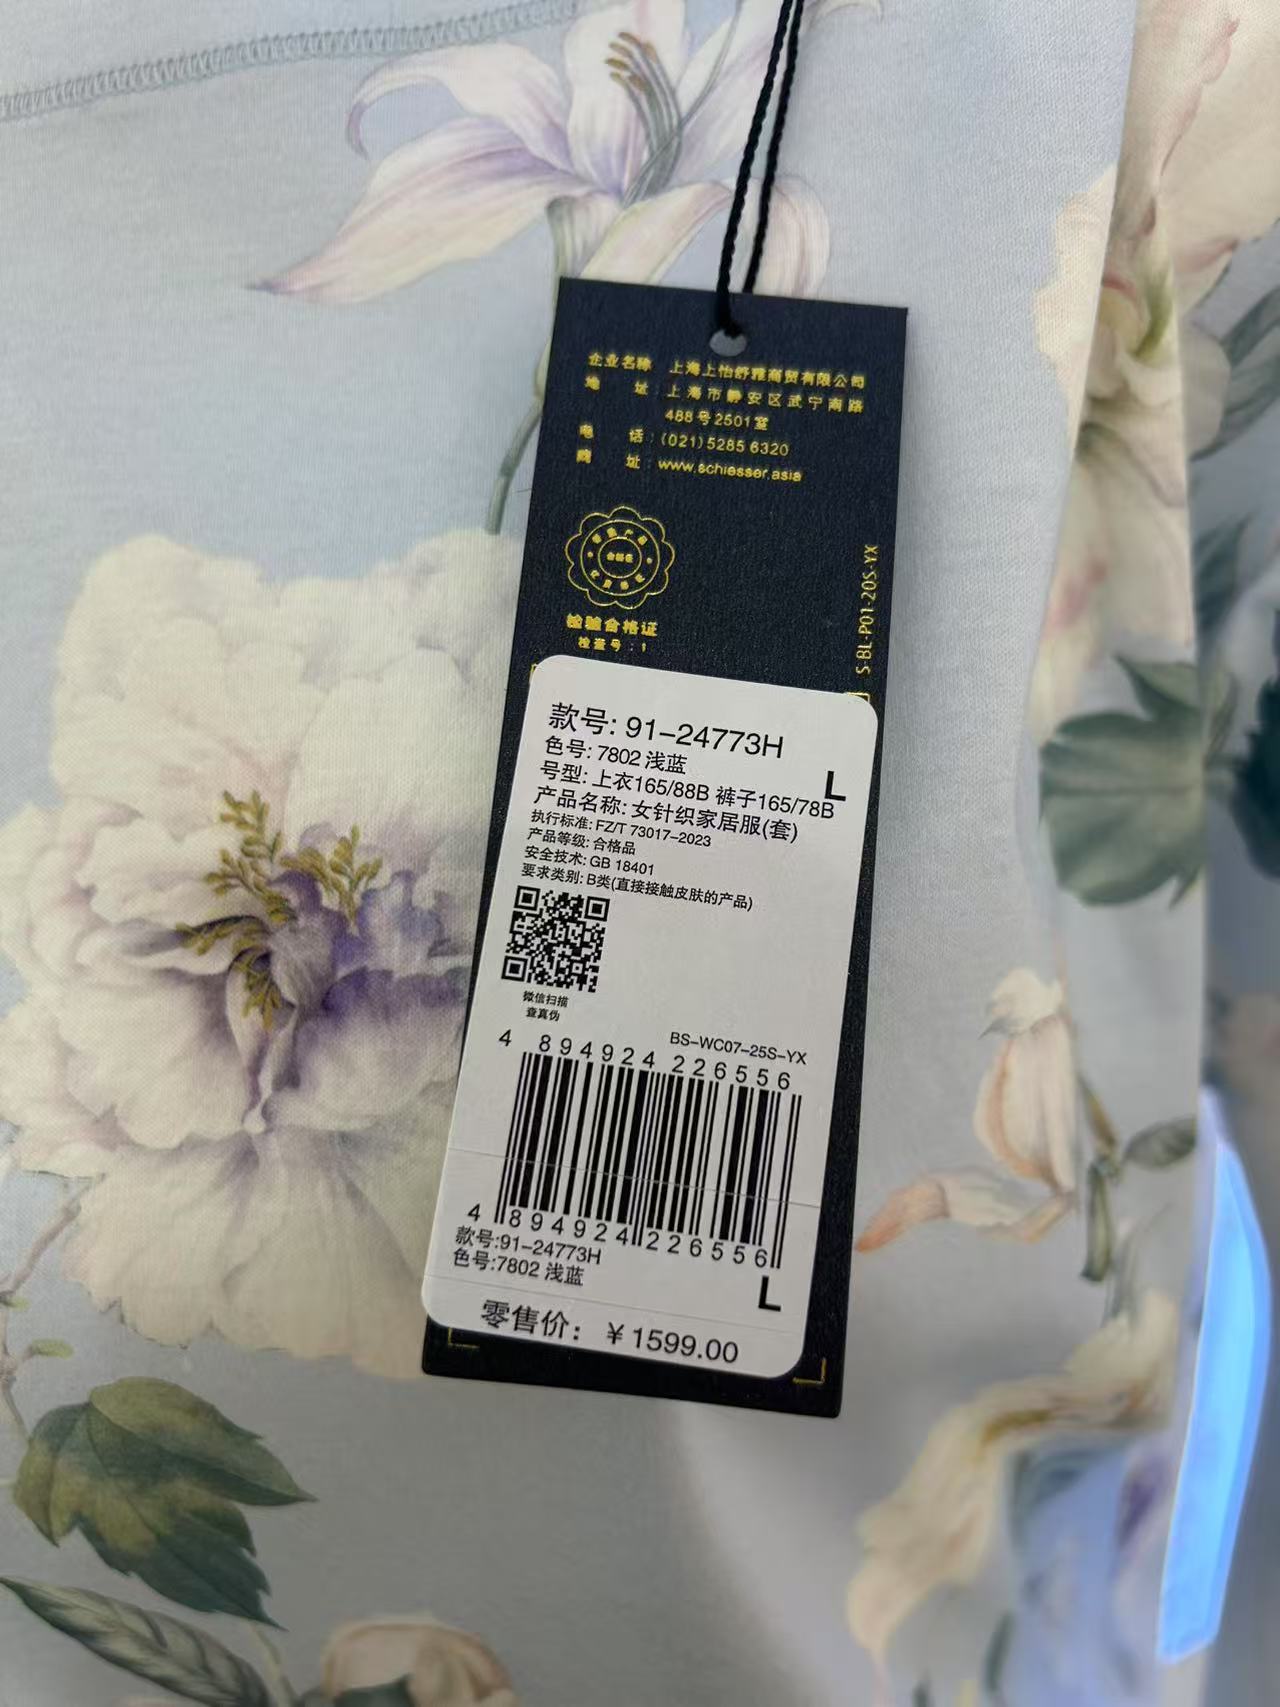 企业名称 上海上怡舒雅商贸有限公司
地 址：上海市静安区武宁南路
488号2501室
电 话：(021) 5285 6320
网 址：www.schiesser.asia
检验合格证
检查号：1
S-BL-P01-20S-YX
款号: 91-24773H
色号: 7802 浅蓝
L
号型: 上衣165/88B 裤子165/78B
产品名称: 女针织家居服(套)
执行标准: FZ/T 73017-2023
产品等级: 合格品
安全技术: GB 18401
要求类别: B类(直接接触皮肤的产品)
微信扫描
查真伪
BS-WC07-25S-YX
4 894924 226556
4 894924 226556
款号:91-24773H
色号:7802 浅蓝
L
零售价：￥1599.00